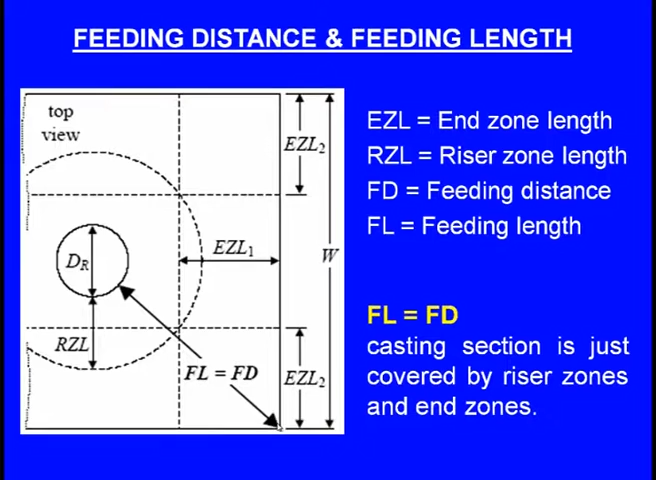 FEEDING DISTANCE & FEEDING LENGTH
top
view
EZL2
EZL1
W
DR
RZL
FL = FD
EZL2
EZL = End zone length
RZL = Riser zone length
FD = Feeding distance
FL = Feeding length
FL = FD
casting section is just
covered by riser zones
and end zones.